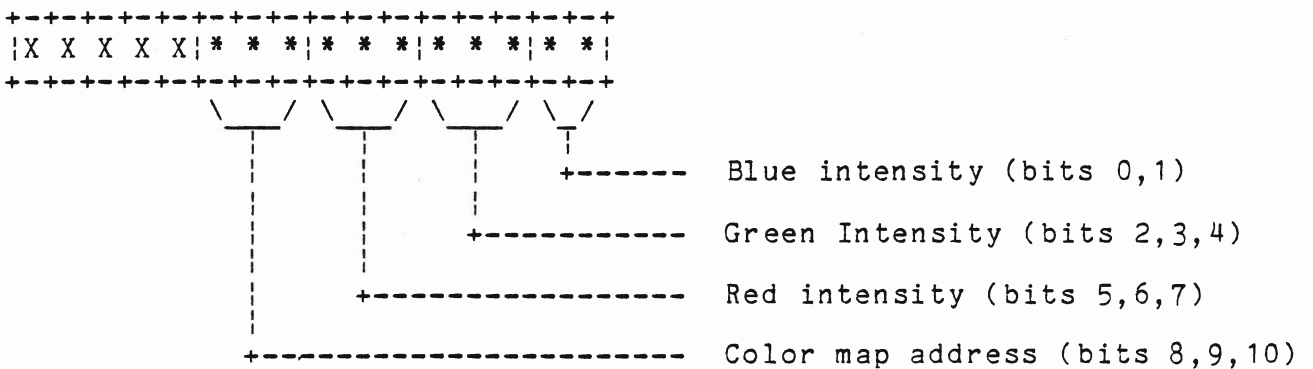 +-+-+-+-+-+-+-+-+-+-+-+-+-+-+-+-+
|X X X X X|* * *|* * *|* * *|* *|
+-+-+-+-+-+-+-+-+-+-+-+-+-+-+-+-+
Blue intensity (bits 0,1)
Green Intensity (bits 2,3,4)
Red intensity (bits 5,6,7)
Color map address (bits 8,9,10)